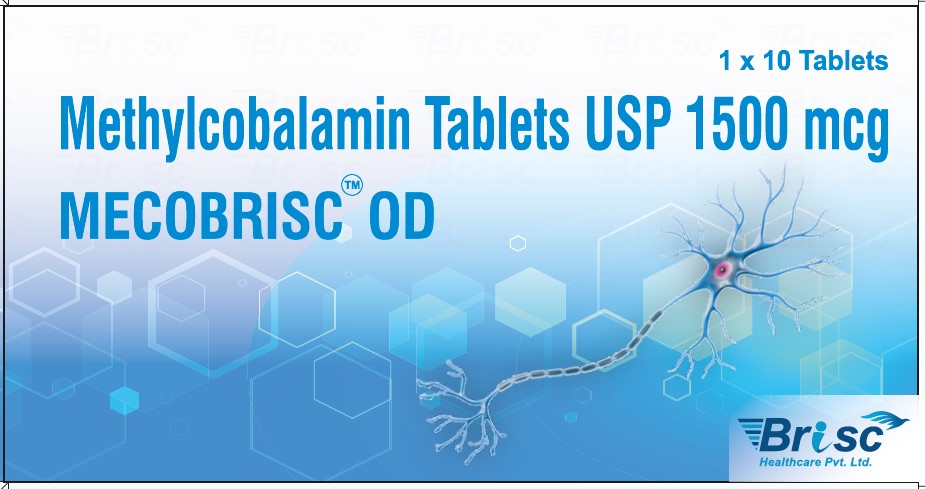 1 x 10 Tablets
Methylcobalamin Tablets USP 1500 mcg
MECOBRISC™ OD
Brisc
Healthcare Pvt. Ltd.